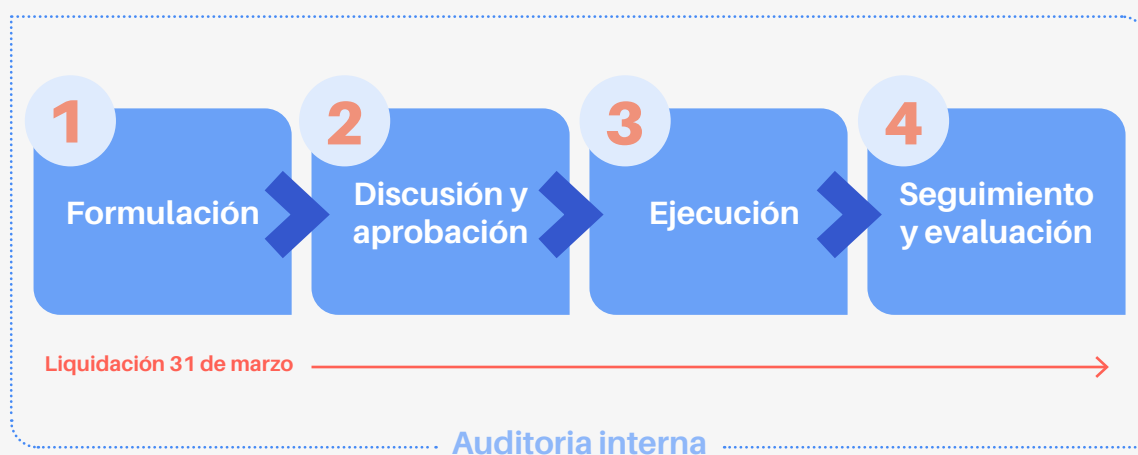 1
Formulación
2
Discusión y
aprobación
3
Ejecución
4
Seguimiento
y evaluación
Liquidación 31 de marzo
Auditoria interna